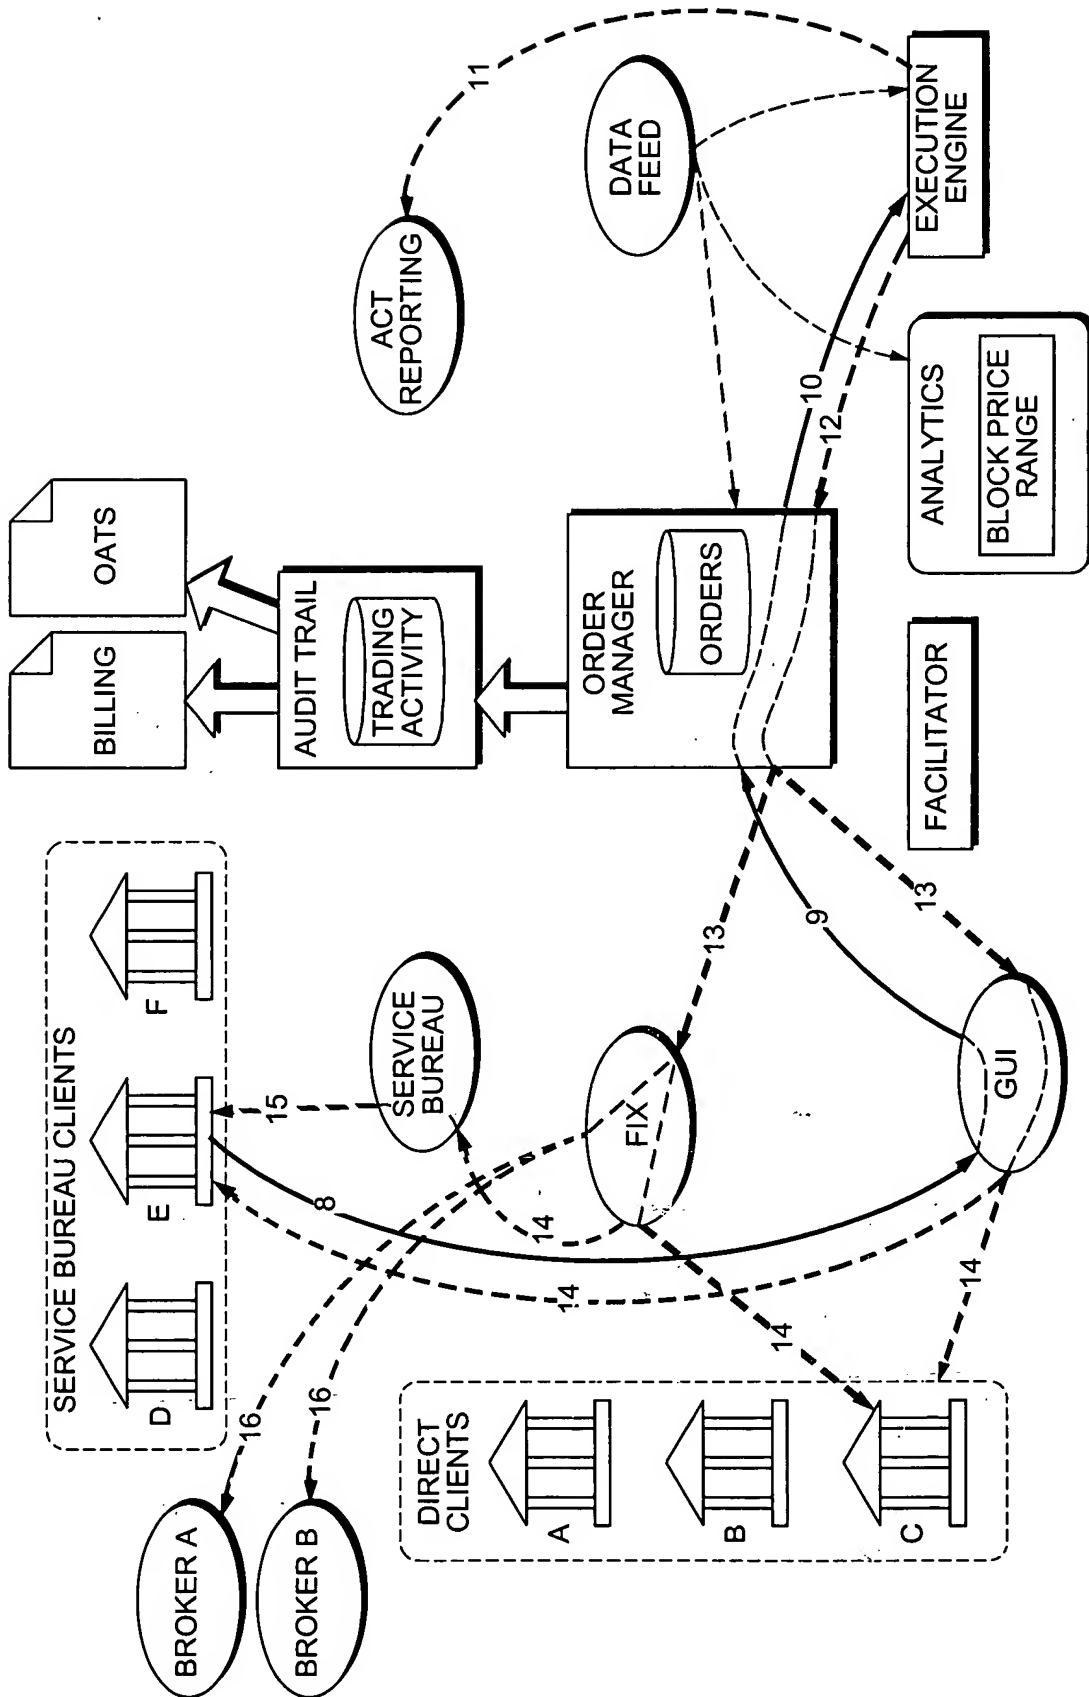 SERVICE BUREAU CLIENTS
D
E
F
BILLING
OATS
BROKER A
BROKER B
16
16
15
8
14
14
14
14
SERVICE
BUREAU
AUDIT TRAIL
TRADING
ACTIVITY
ACT
REPORTING
11
DIRECT
CLIENTS
A
B
C
FIX
13
13
9
GUI
ORDER
MANAGER
ORDERS
DATA
FEED
10
12
FACILITATOR
ANALYTICS
BLOCK PRICE
RANGE
EXECUTION
ENGINE